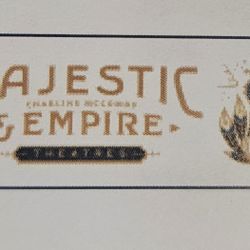 AJESTIC
CHARLINE MCCOMBS
& EMPIRE
THEATRES